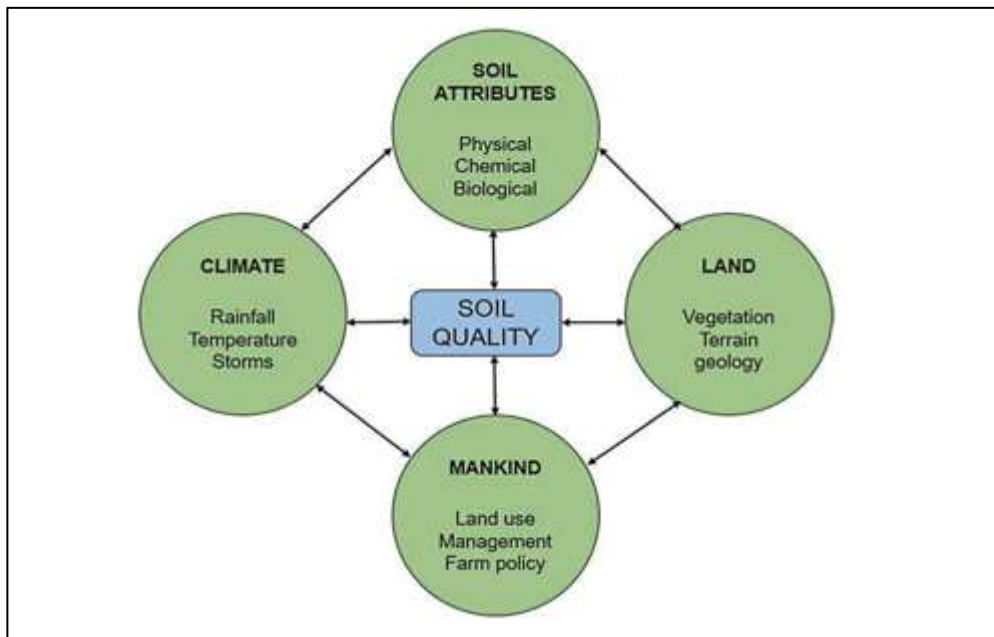 SOIL
ATTRIBUTES
Physical
Chemical
Biological
CLIMATE
Rainfall
Temperature
Storms
SOIL
QUALITY
LAND
Vegetation
Terrain
geology
MANKIND
Land use
Management
Farm policy